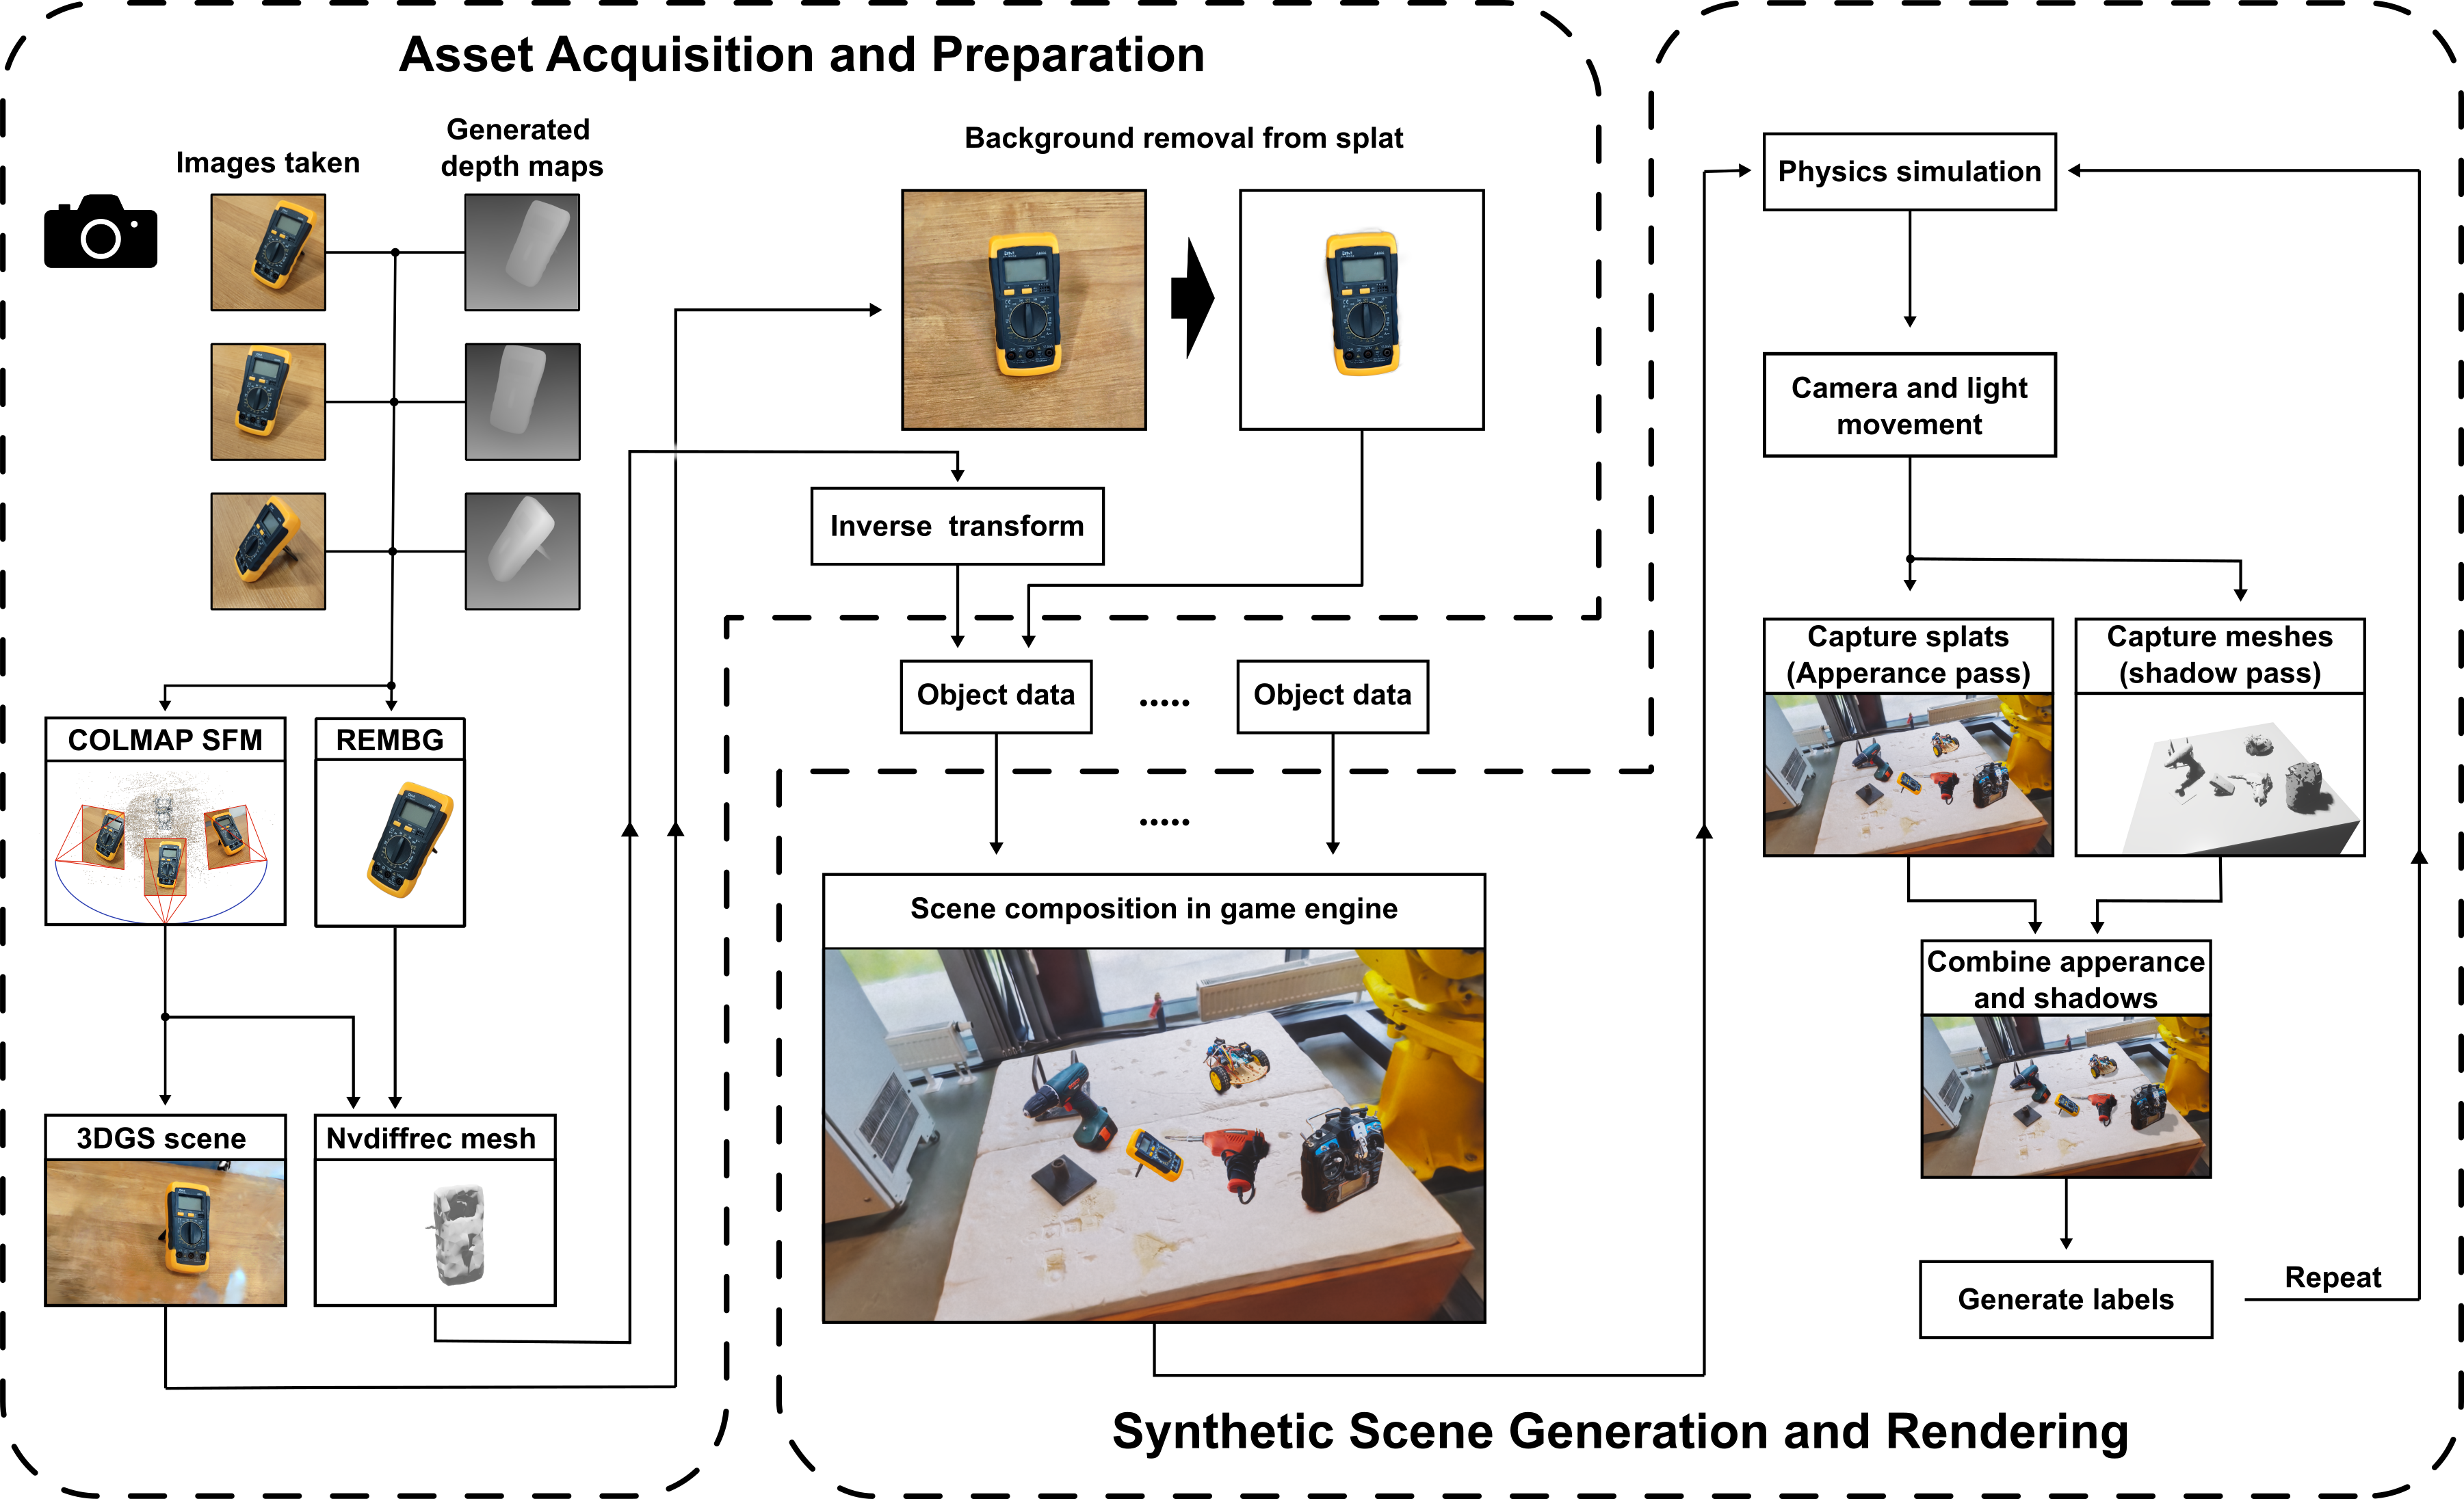 Asset Acquisition and Preparation
Images taken
Generated
depth maps
Background removal from splat
Inverse  transform
COLMAP SFM
REMBG
3DGS scene
Nvdiffrec mesh
Object data
.....
Object data
.....
Scene composition in game engine
Physics simulation
Camera and light
movement
Capture splats
(Apperance pass)
Capture meshes
(shadow pass)
Combine apperance
and shadows
Generate labels
Repeat
Synthetic Scene Generation and Rendering